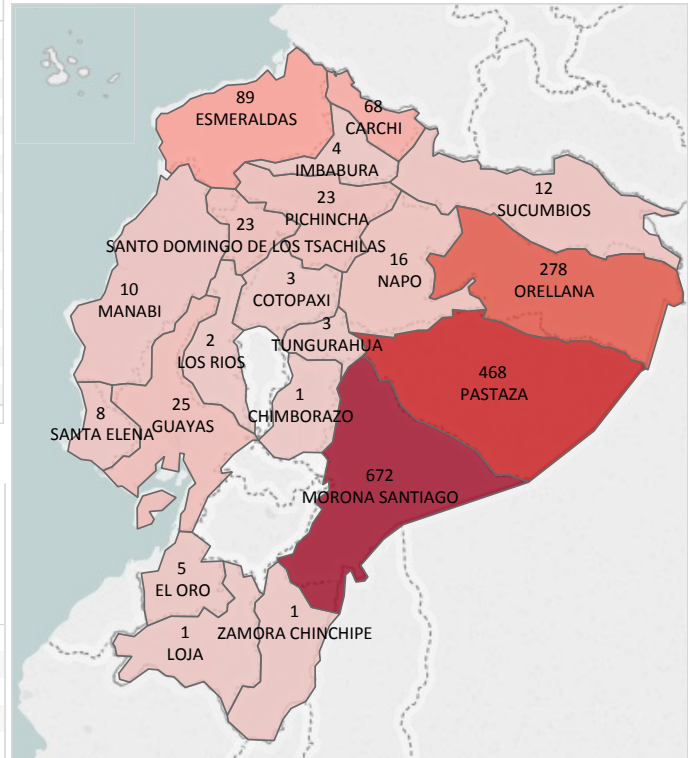 89
ESMERALDAS
68
CARCHI
4
IMBABURA
12
SUCUMBIOS
23
PICHINCHA
23
SANTO DOMINGO DE LOS TSACHILAS
16
NAPO
278
ORELLANA
10
MANABI
3
COTOPAXI
2
LOS RIOS
3
TUNGURAHUA
468
PASTAZA
8
SANTA ELENA
25
GUAYAS
1
CHIMBORAZO
672
MORONA SANTIAGO
5
EL ORO
1
LOJA
1
ZAMORA CHINCHIPE